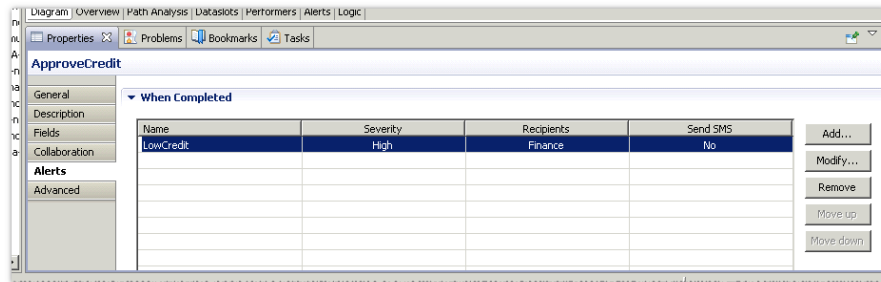 Diagram Overview Path Analysis Dataslots Performers Alerts Logic
Properties Problems Bookmarks Tasks
ApproveCredit
General
Description
Fields
Collaboration
Alerts
Advanced
When Completed
Name Severity Recipients Send SMS
LowCredit High Finance No
Add...
Modify...
Remove
Move up
Move down